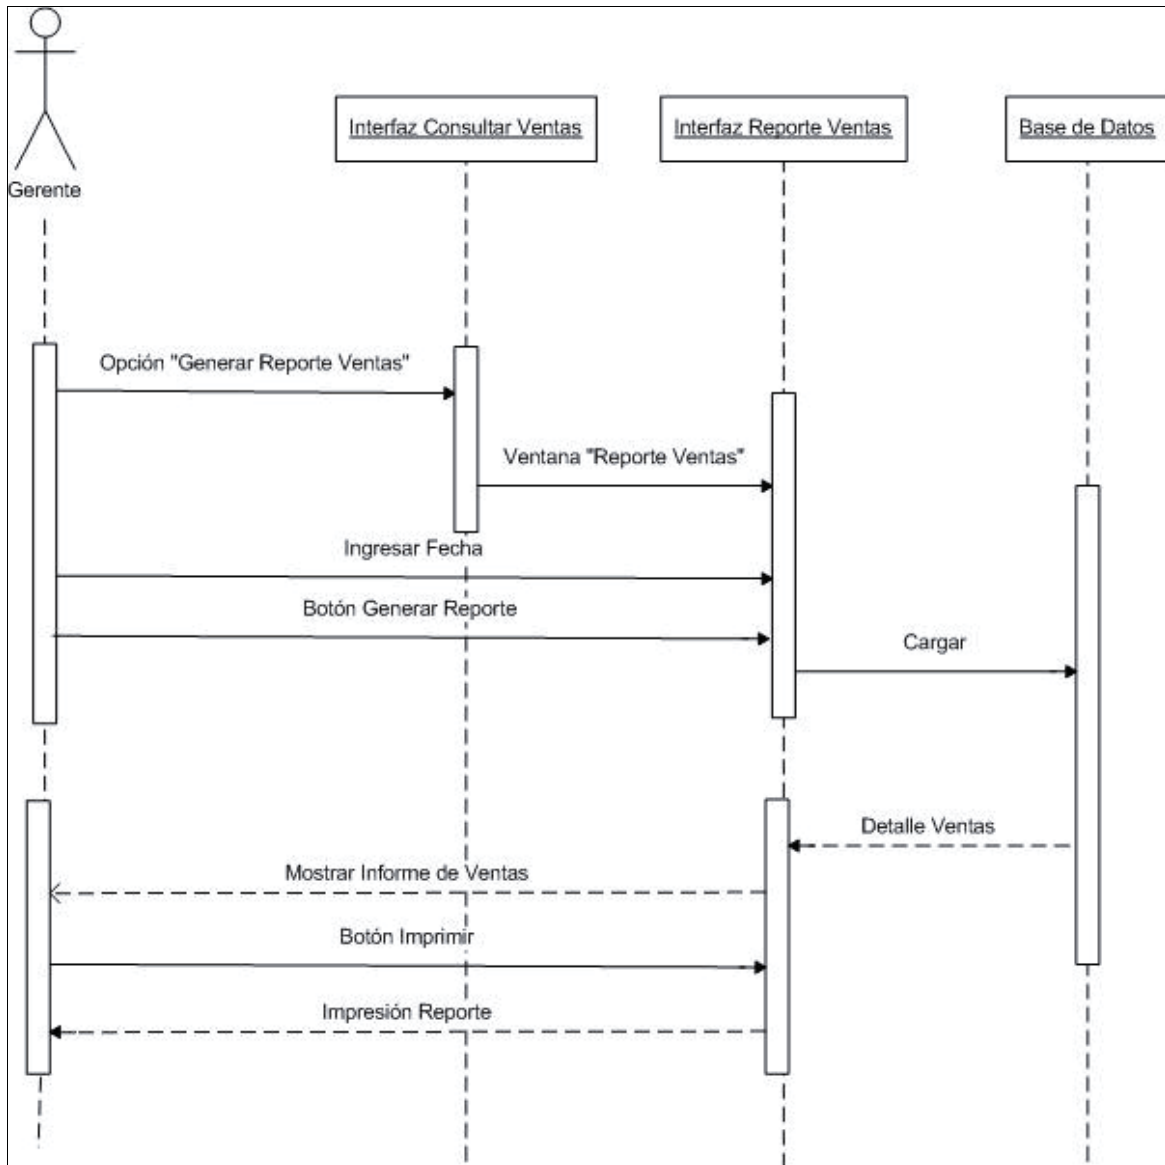 Interfaz Consultar Ventas
Interfaz Reporte Ventas
Base de Datos
Gerente
Opción "Generar Reporte Ventas"
Ventana "Reporte Ventas"
Ingresar Fecha
Botón Generar Reporte
Cargar
Detalle Ventas
Mostrar Informe de Ventas
Botón Imprimir
Impresión Reporte